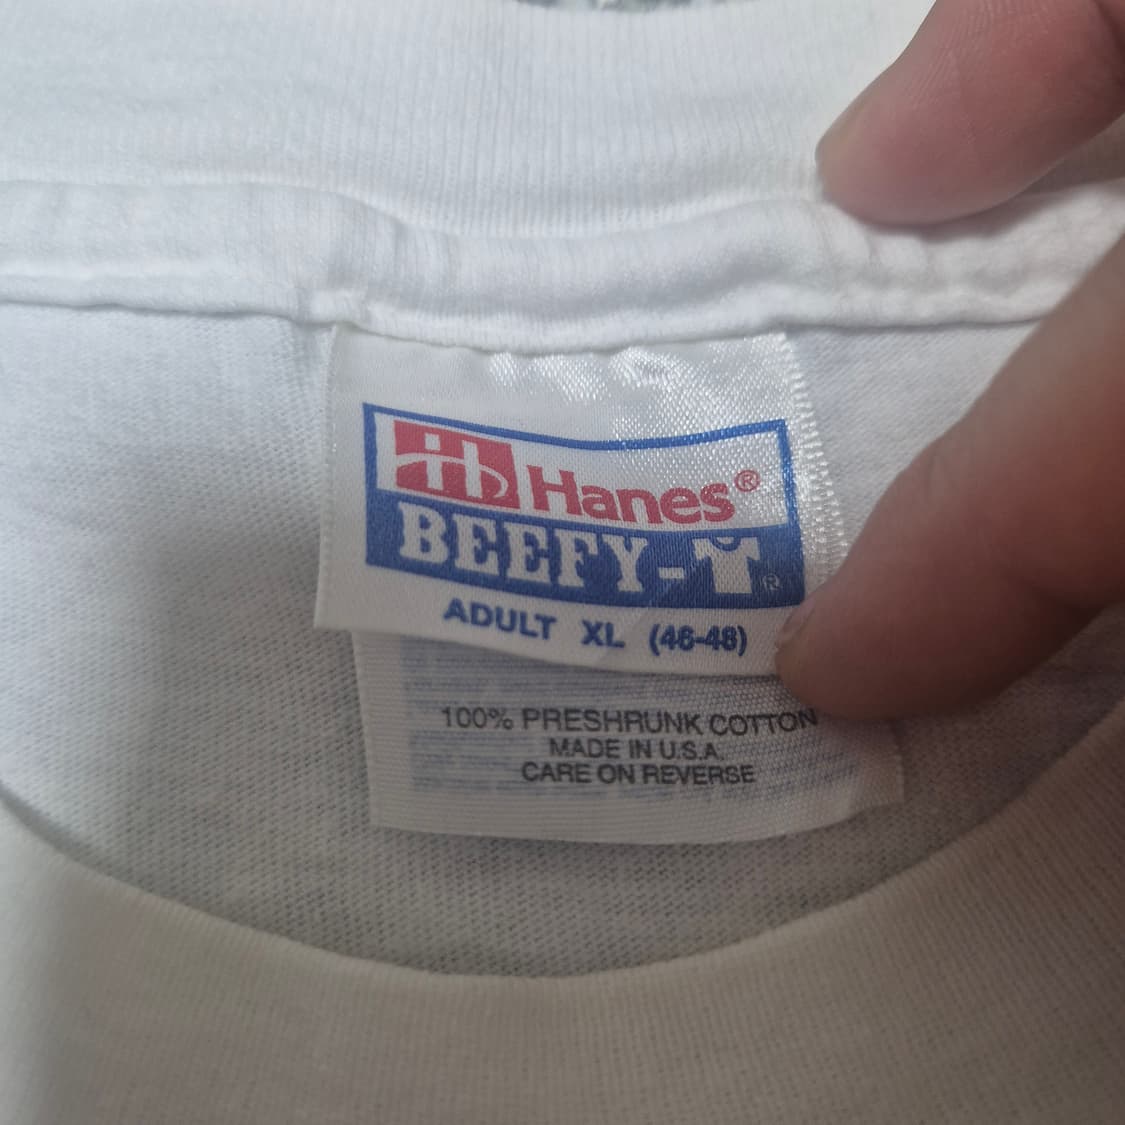 Hanes®
BEEFY-T®
ADULT XL (46-48)
100% PRESHRUNK COTTON
MADE IN U.S.A.
CARE ON REVERSE